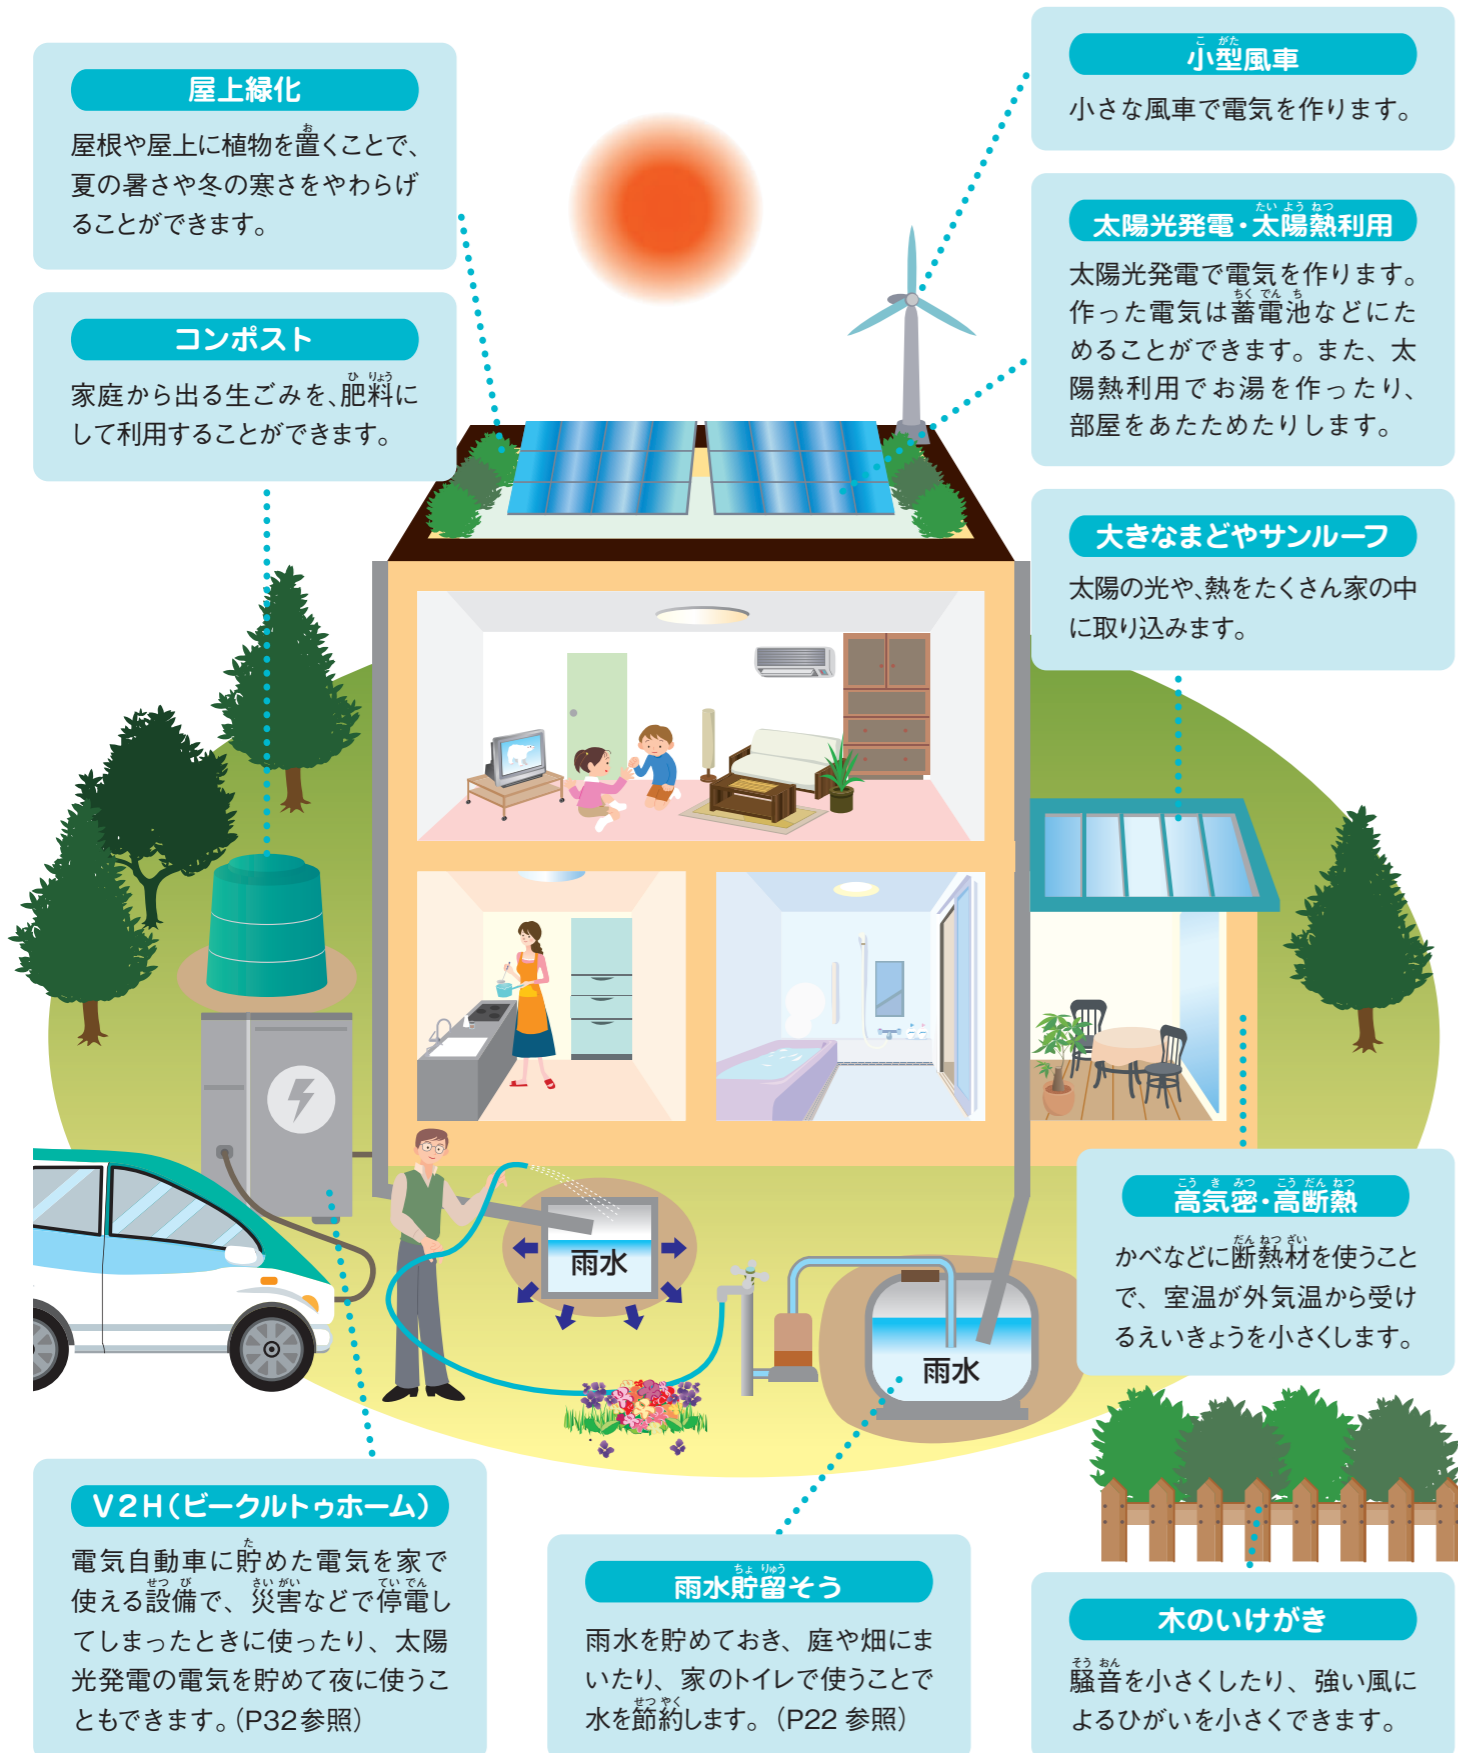 屋上緑化
屋根や屋上に植物を置くことで、
夏の暑さや冬の寒さをやわらげ
ることができます。
コンポスト
家庭から出る生ごみを、肥料に
して利用することができます。
小型風車
小さな風車で電気を作ります。
太陽光発電・太陽熱利用
太陽光発電で電気を作ります。
作った電気は蓄電池などにた
めることができます。また、太
陽熱利用でお湯を作ったり、
部屋をあたためたりします。
大きなまどやサンルーフ
太陽の光や、熱をたくさん家の中
に取り込みます。
雨水
雨水
高気密・高断熱
かべなどに断熱材を使うこと
で、室温が外気温から受け
るえいきょうを小さくします。
V2H(ビークルトゥホーム)
電気自動車に貯めた電気を家で
使える設備で、災害などで停電し
てしまったときに使ったり、太陽
光発電の電気を貯めて夜に使うこ
ともできます。(P32参照)
雨水貯留そう
雨水を貯めておき、庭や畑にま
いたり、家のトイレで使うことで
水を節約します。(P22 参照)
木のいけがき
騒音を小さくしたり、強い風に
よるひがいを小さくできます。